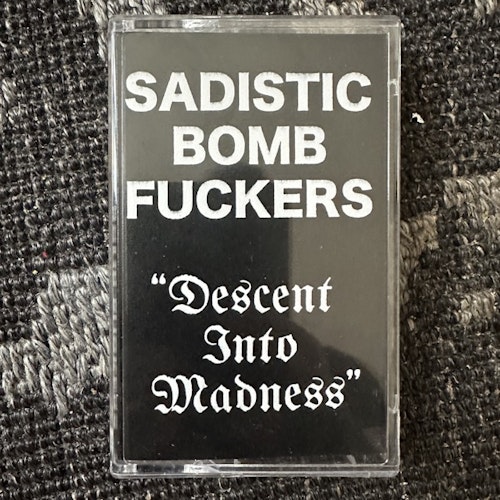 SADISTIC
BOMB
FUCKERS
“Descent
Into
Madness”